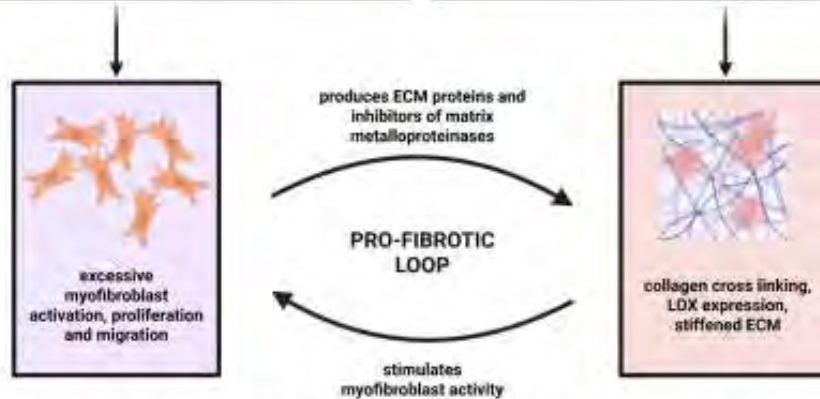 produces ECM proteins and
inhibitors of matrix
metalloproteinases
PRO-FIBROTIC
LOOP
excessive
myofibroblast
activation, proliferation
and migration
collagen cross linking,
LOX expression,
stiffened ECM
stimulates
myofibroblast activity